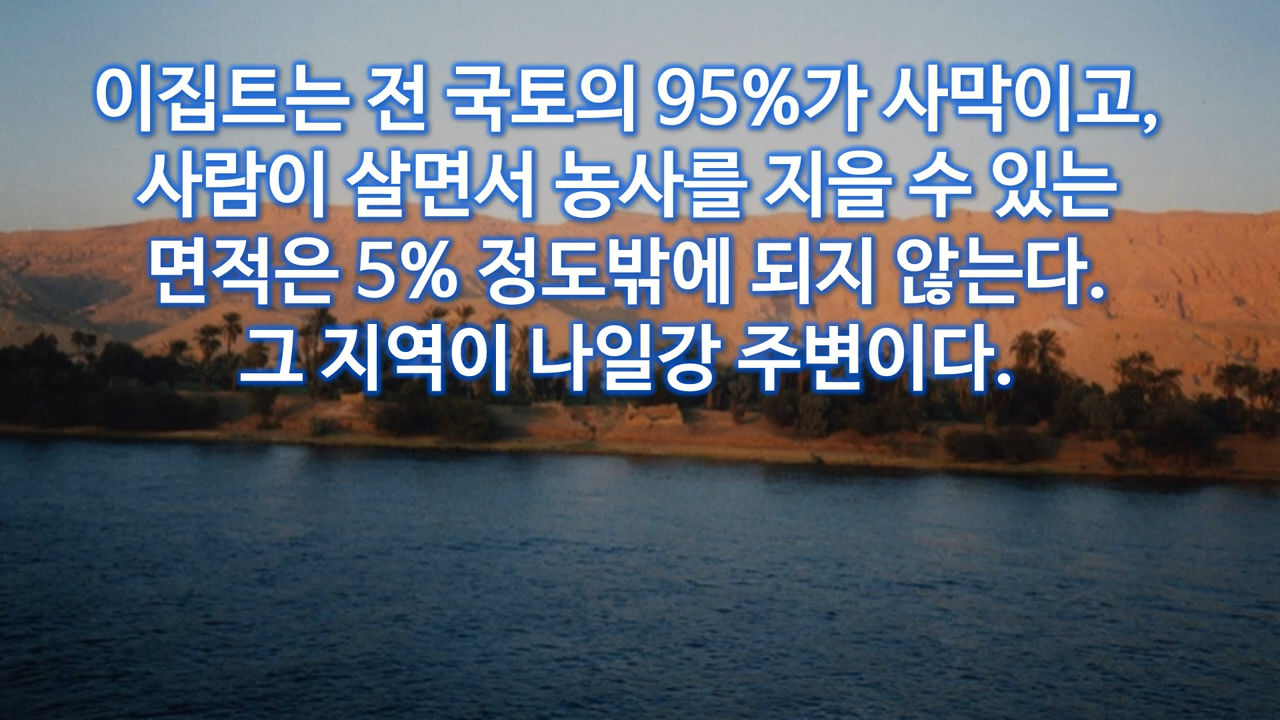 이집트는 전 국토의 95%가 사막이고,
사람이 살면서 농사를 지을 수 있는
면적은 5% 정도밖에 되지 않는다.
그 지역이 나일강 주변이다.